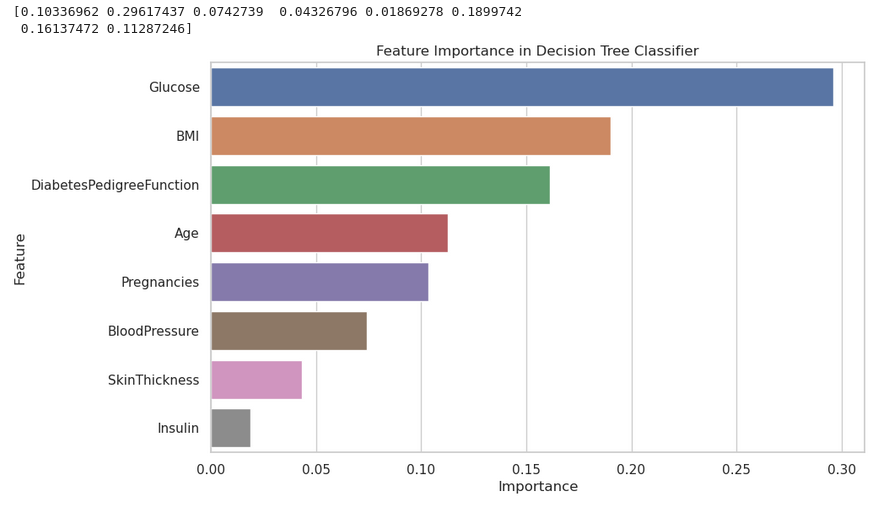 [0.10336962 0.29617437 0.0742739  0.04326796 0.01869278 0.1899742
 0.16137472 0.11287246]
Feature Importance in Decision Tree Classifier
Glucose
BMI
DiabetesPedigreeFunction
Age
Pregnancies
BloodPressure
SkinThickness
Insulin
Feature
0.00 0.05 0.10 0.15 0.20 0.25 0.30
Importance